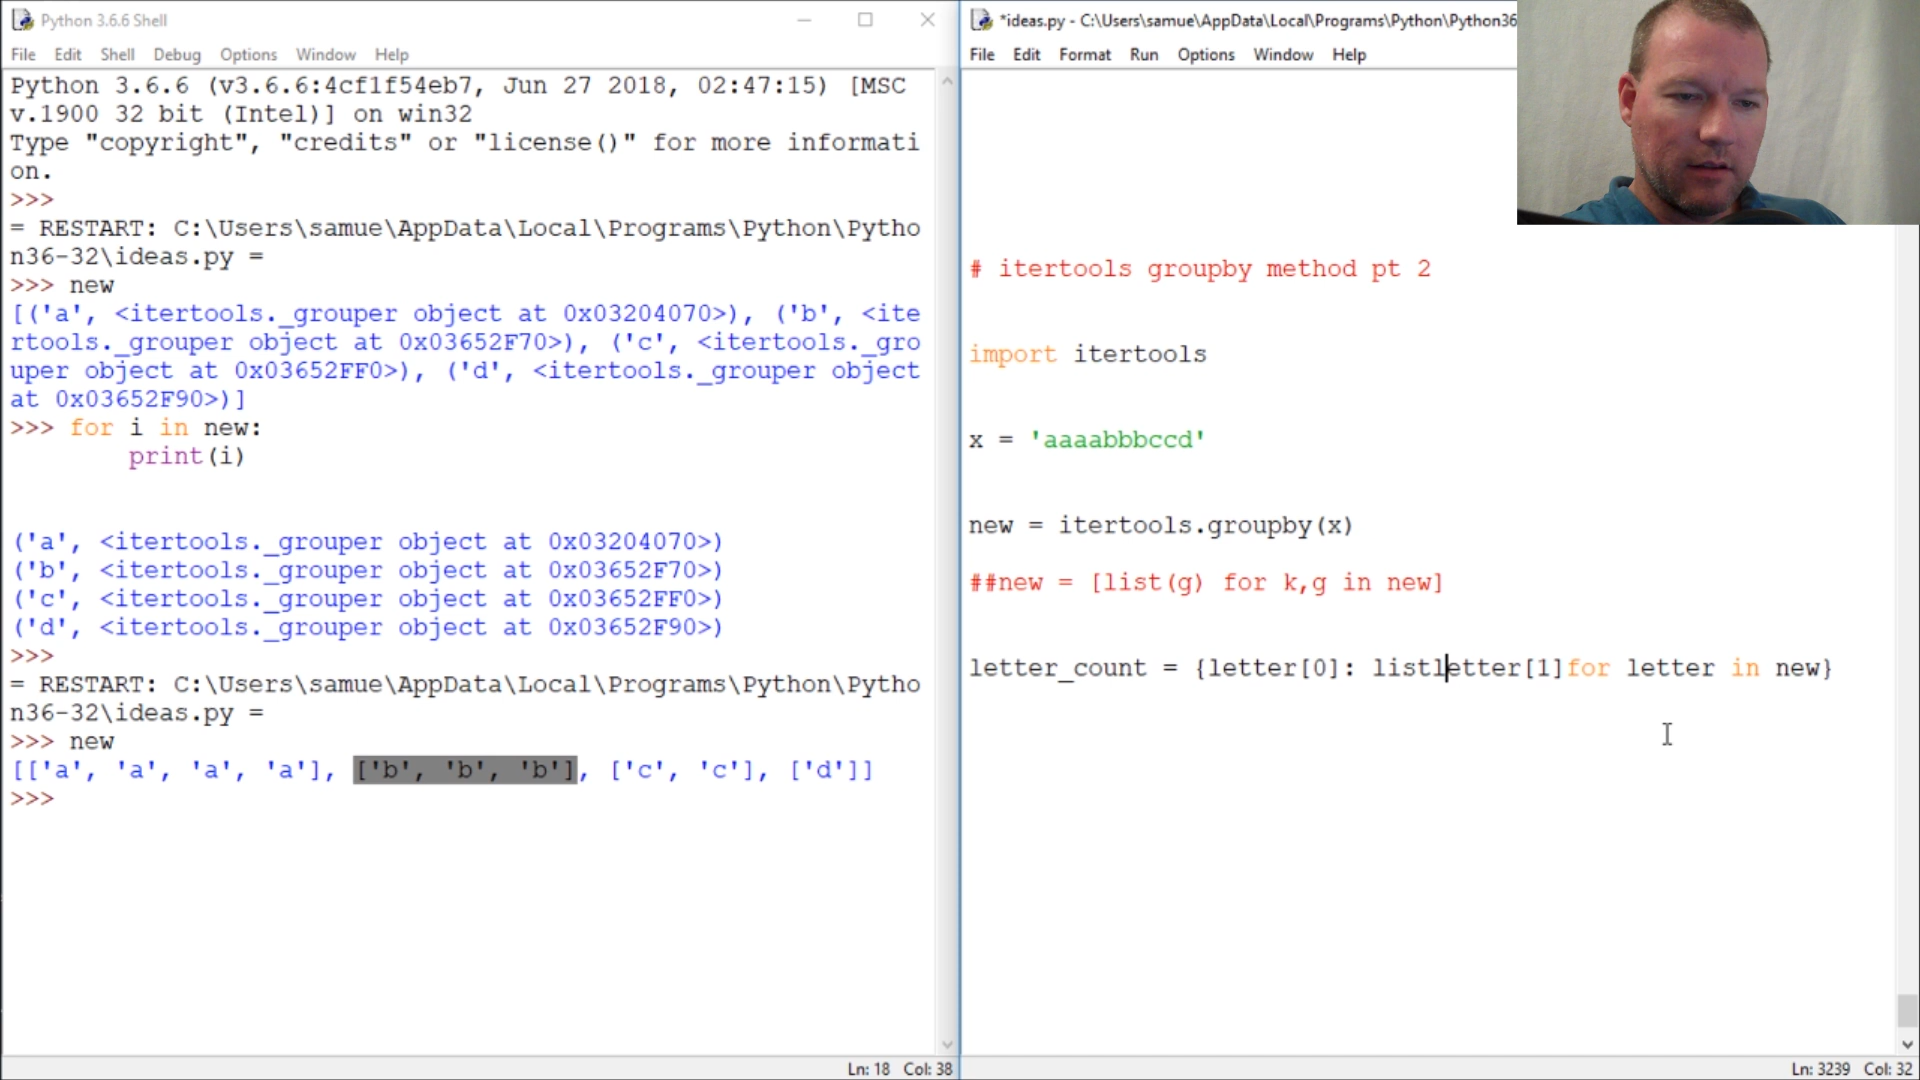 Python 3.6.6 Shell
File Edit Shell Debug Options Window Help
Python 3.6.6 (v3.6.6:4cf1f54eb7, Jun 27 2018, 02:47:15) [MSC
v.1900 32 bit (Intel)] on win32
Type "copyright", "credits" or "license()" for more informati
on.
>>>
= RESTART: C:\Users\samue\AppData\Local\Programs\Python\Pytho
n36-32\ideas.py =
>>> new
[('a', <itertools._grouper object at 0x03204070>), ('b', <ite
rtools._grouper object at 0x03652F70>), ('c', <itertools._gro
uper object at 0x03652FF0>), ('d', <itertools._grouper object
at 0x03652F90>)]
>>> for i in new:
print(i)
('a', <itertools._grouper object at 0x03204070>)
('b', <itertools._grouper object at 0x03652F70>)
('c', <itertools._grouper object at 0x03652FF0>)
('d', <itertools._grouper object at 0x03652F90>)
>>>
= RESTART: C:\Users\samue\AppData\Local\Programs\Python\Pytho
n36-32\ideas.py =
>>> new
[['a', 'a', 'a', 'a'], ['b', 'b', 'b'], ['c', 'c'], ['d']]
>>>
Ln: 18 Col: 38
*ideas.py - C:\Users\samue\AppData\Local\Programs\Python\Python36
File Edit Format Run Options Window Help
# itertools groupby method pt 2
import itertools
x = 'aaaabbbccd'
new = itertools.groupby(x)
##new = [list(g) for k,g in new]
letter_count = {letter[0]: listletter[1]for letter in new}
Ln: 3239 Col: 32